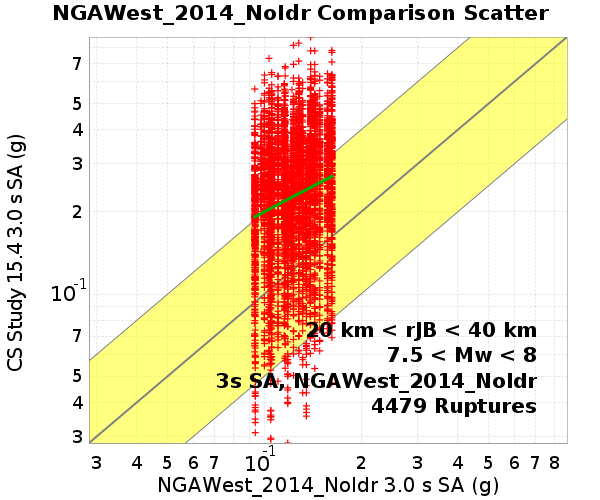 NGAWest_2014_NoIdr Comparison Scatter
CS Study 15.4 3.0 s SA (g)
7
5
4
3
2
10-1
7
5
4
3
20 km < rJB < 40 km
7.5 < Mw < 8
3s SA, NGAWest_2014_NoIdr
4479 Ruptures
3 4 5 6 7 10-1 2 3 4 5 6 7 8
NGAWest_2014_NoIdr 3.0 s SA (g)